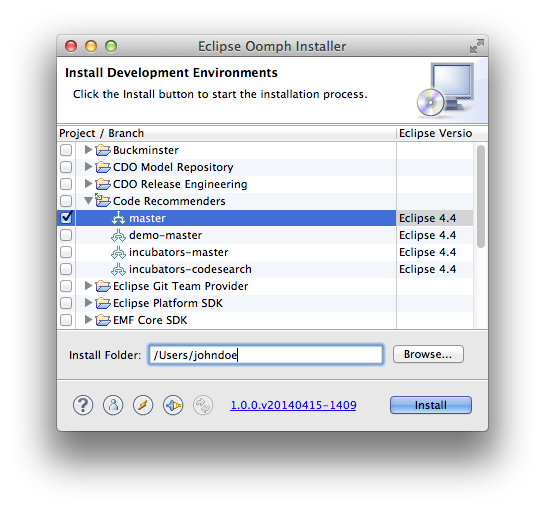 Eclipse Oomph Installer
Install Development Environments
Click the Install button to start the installation process.
Project / Branch Eclipse Versio
Buckminster
CDO Model Repository
CDO Release Engineering
Code Recommenders
master Eclipse 4.4
demo-master Eclipse 4.4
incubators-master Eclipse 4.4
incubators-codesearch Eclipse 4.4
Eclipse Git Team Provider
Eclipse Platform SDK
EMF Core SDK
Install Folder: /Users/johndoe Browse...
? 1.0.0.v20140415-1409 Install